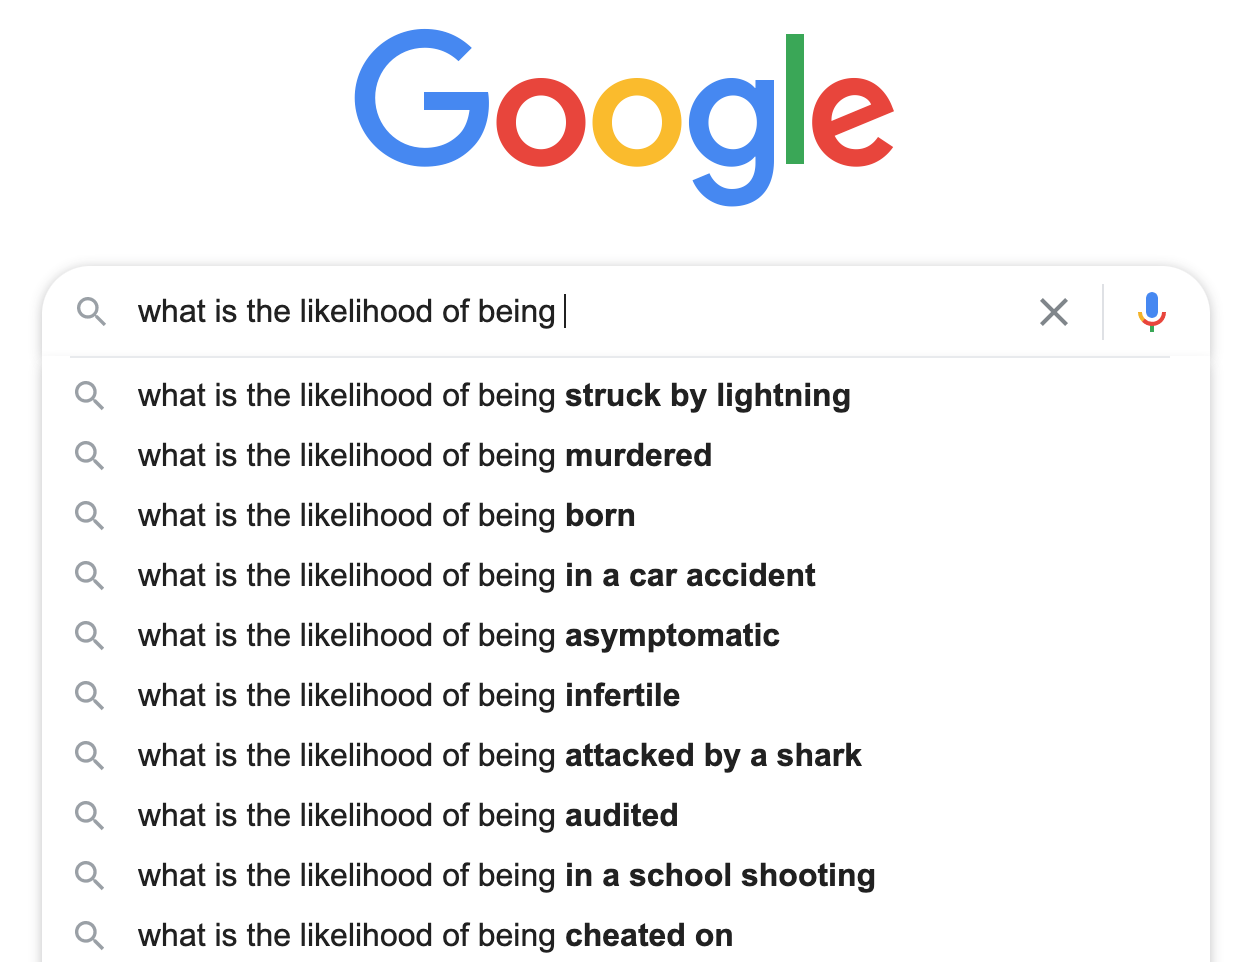 Google
what is the likelihood of being
what is the likelihood of being struck by lightning
what is the likelihood of being murdered
what is the likelihood of being born
what is the likelihood of being in a car accident
what is the likelihood of being asymptomatic
what is the likelihood of being infertile
what is the likelihood of being attacked by a shark
what is the likelihood of being audited
what is the likelihood of being in a school shooting
what is the likelihood of being cheated on